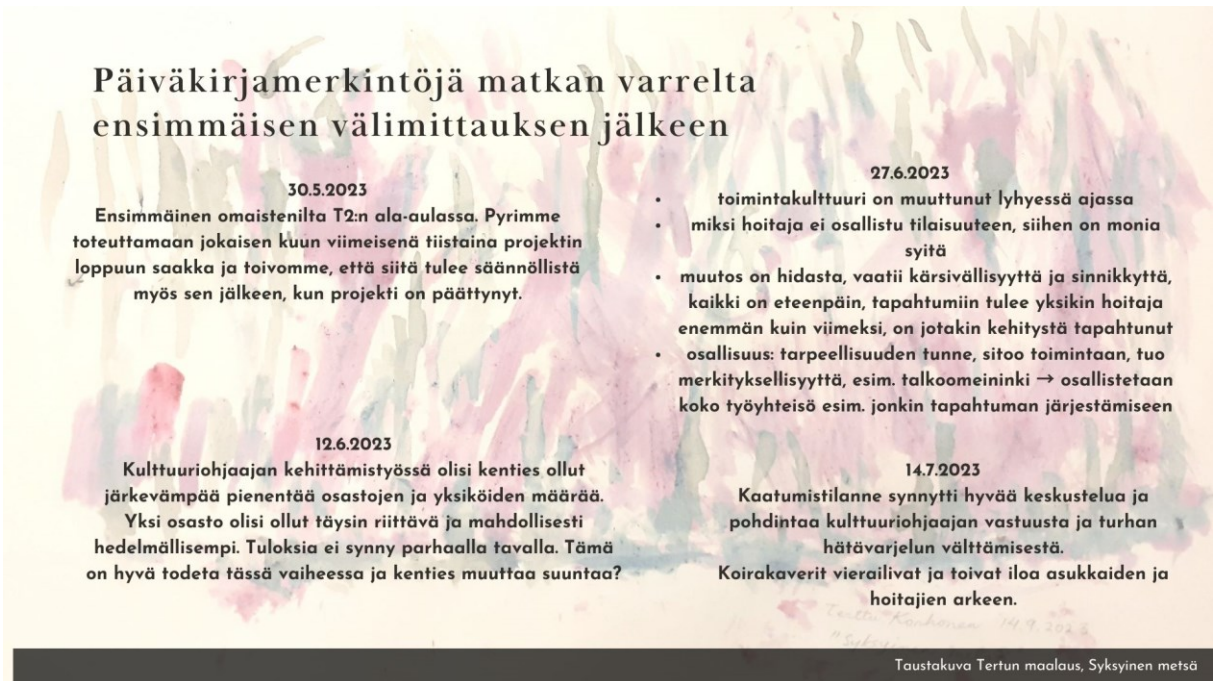 Päiväkirjamerkintöjä matkan varrelta
ensimmäisen välimittauksen jälkeen
30.5.2023
Ensimmäinen omaistenilta T2:n ala-aulassa. Pyrimme
toteuttamaan jokaisen kuun viimeisenä tiistaina projektin
loppuun saakka ja toivomme, että siitä tulee säännöllistä
myös sen jälkeen, kun projekti on päättynyt.
12.6.2023
Kulttuuriohjaajan kehittämistyössä olisi kenties ollut
järkevämpää pienentää osastojen ja yksiköiden määrää.
Yksi osasto olisi ollut täysin riittävä ja mahdollisesti
hedelmällisempi. Tuloksia ei synny parhaalla tavalla. Tämä
on hyvä todeta tässä vaiheessa ja kenties muuttaa suuntaa?
27.6.2023
• toimintakulttuuri on muuttunut lyhyessä ajassa
• miksi hoitaja ei osallistu tilaisuuteen, siihen on monia
syitä
• muutos on hidasta, vaatii kärsivällisyyttä ja sinnikkyyttä,
kaikki on eteenpäin, tapahtumiin tulee yksikin hoitaja
enemmän kuin viimeksi, on jotakin kehitystä tapahtunut
• osallisuus: tarpeellisuuden tunne, sitoo toimintaan, tuo
merkityksellisyyttä, esim. talkoomeininki → osallistetaan
koko työyhteisö esim. jonkin tapahtuman järjestämiseen
14.7.2023
Kaatumistilanne synnytti hyvää keskustelua ja
pohdintaa kulttuuriohjaajan vastuusta ja turhan
hätävarjelun välttämisestä.
Koirakaverit vierailivat ja toivat iloa asukkaiden ja
hoitajien arkeen.
Terttu Korhonen 14.9.2023
"Syksyinen
Taustakuva Tertun maalaus, Syksyinen metsä